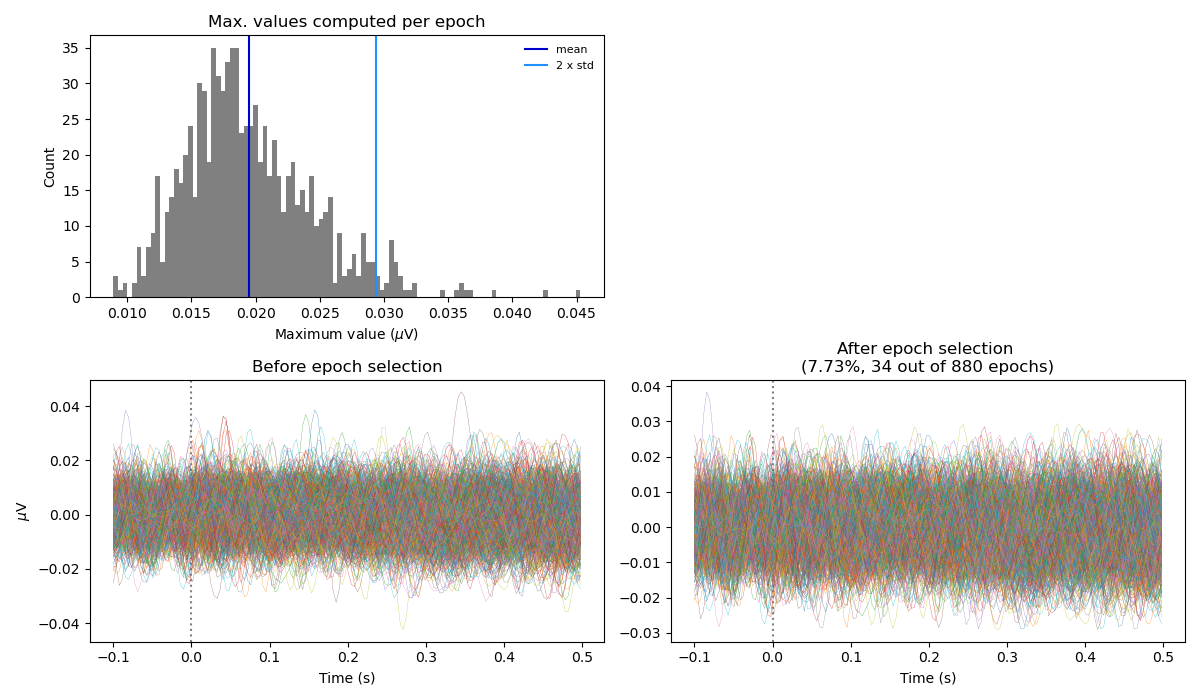 Max. values computed per epoch
35
30
25
20
15
10
5
0
Count
mean
2 x std
0.010 0.015 0.020 0.025 0.030 0.035 0.040 0.045
Maximum value (μV)
Before epoch selection
0.04
0.02
0.00
−0.02
−0.04
μV
−0.1 0.0 0.1 0.2 0.3 0.4 0.5
Time (s)
After epoch selection
(7.73%, 34 out of 880 epochs)
0.04
0.03
0.02
0.01
0.00
−0.01
−0.02
−0.03
−0.1 0.0 0.1 0.2 0.3 0.4 0.5
Time (s)